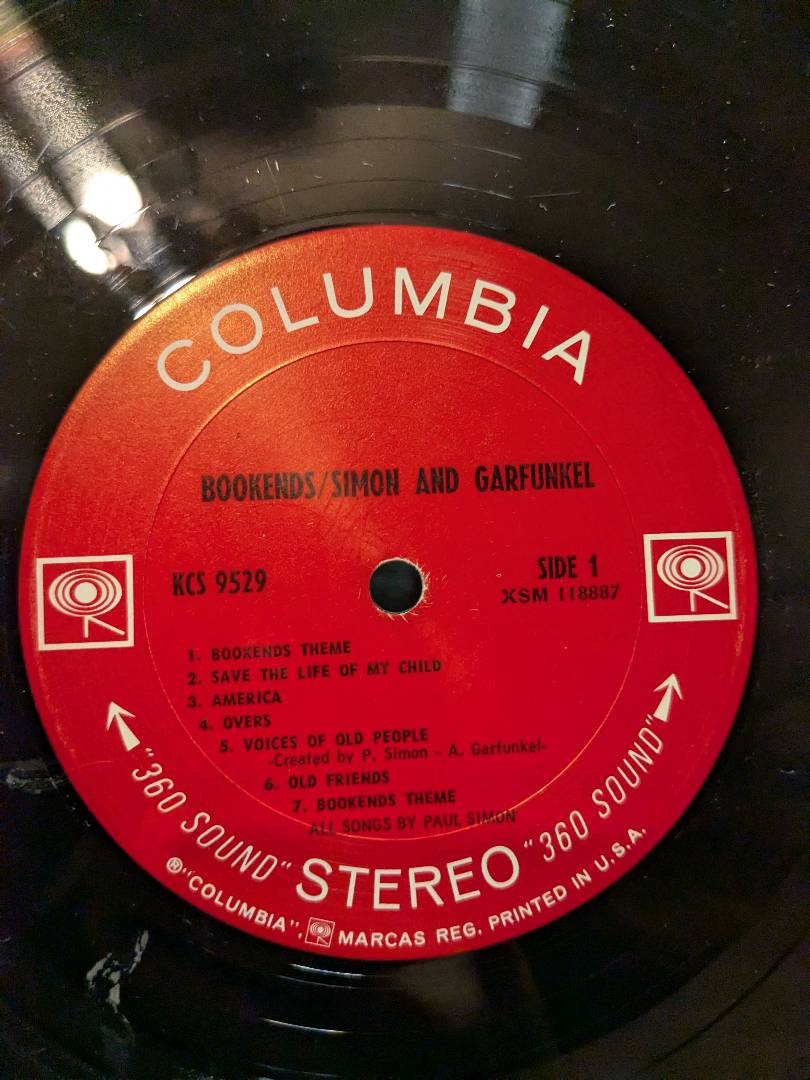 COLUMBIA
BOOKENDS/SIMON AND GARFUNKEL
KCS 9529
SIDE 1
XSM 118887
1. BOOKENDS THEME
2. SAVE THE LIFE OF MY CHILD
3. AMERICA
4. OVERS
5. VOICES OF OLD PEOPLE
-Created by P. Simon - A. Garfunkel-
6. OLD FRIENDS
7. BOOKENDS THEME
ALL SONGS BY PAUL SIMON
"360 SOUND" STEREO "360 SOUND"
® "COLUMBIA", MARCAS REG. PRINTED IN U.S.A.